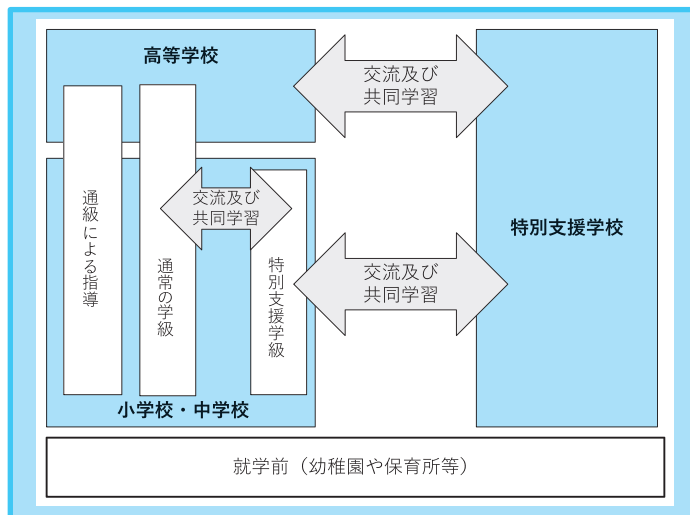 高等学校
交流及び
共同学習
通級による指導
通常の学級
交流及び
共同学習
特別支援学級
交流及び
共同学習
特別支援学校
小学校・中学校
就学前（幼稚園や保育所等）